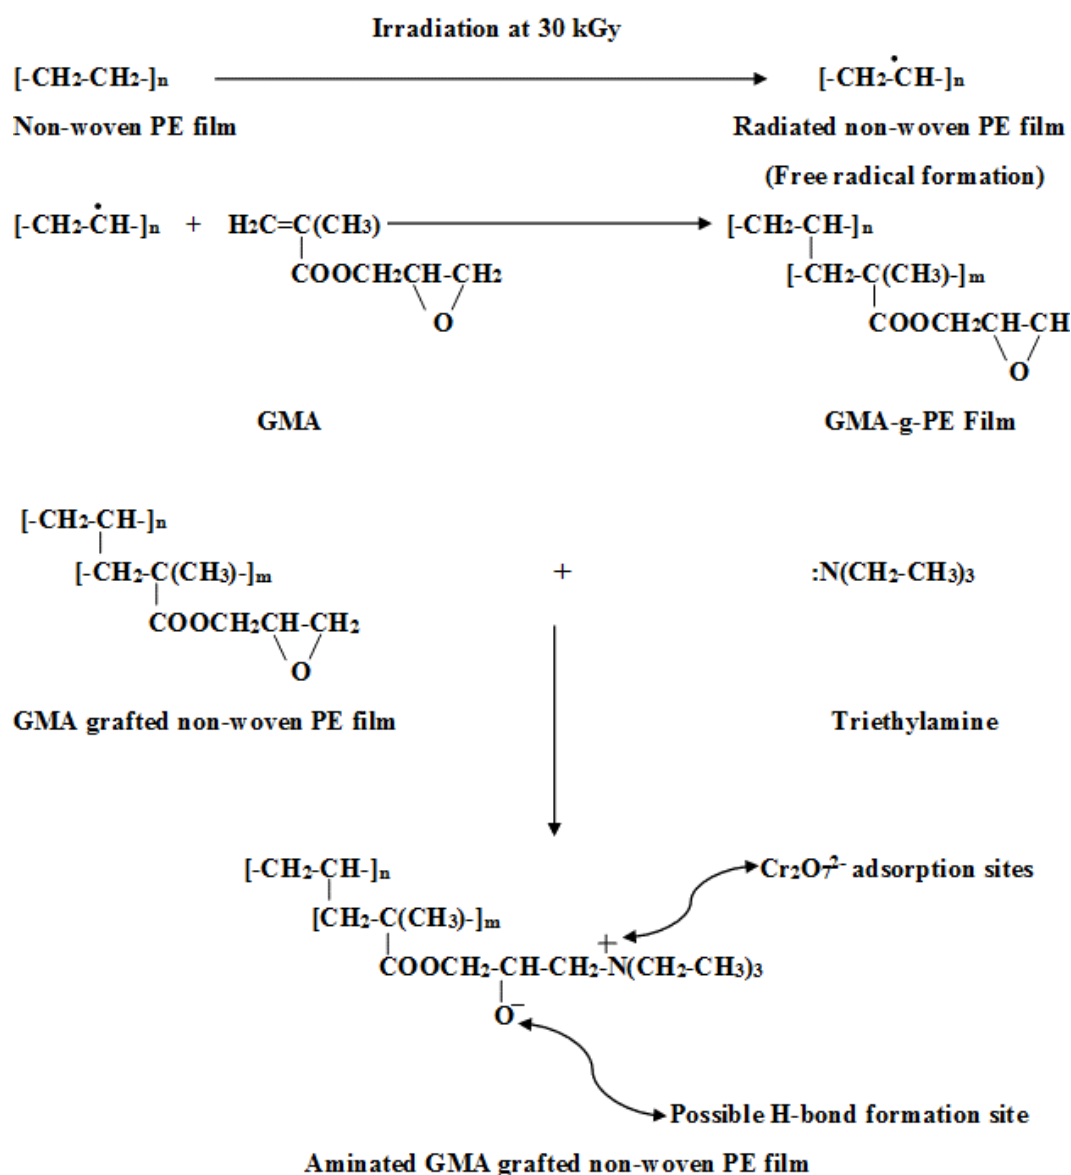 Irradiation at 30 kGy
[-CH2-CH2-]n [-CH2-ĊH-]n
Non-woven PE film Radiated non-woven PE film
(Free radical formation)
[-CH2-ĊH-]n + H2C=C(CH3) [-CH2-CH-]n
COOCH2CH-CH2 [-CH2-C(CH3)-]m
O COOCH2CH-CH
O
GMA GMA-g-PE Film
[-CH2-CH-]n
[-CH2-C(CH3)-]m + :N(CH2-CH3)3
COOCH2CH-CH2
O
GMA grafted non-woven PE film Triethylamine
[-CH2-CH-]n Cr2O72- adsorption sites
[CH2-C(CH3)-]m
+
COOCH2-CH-CH2-N(CH2-CH3)3
O−
Possible H-bond formation site
Aminated GMA grafted non-woven PE film